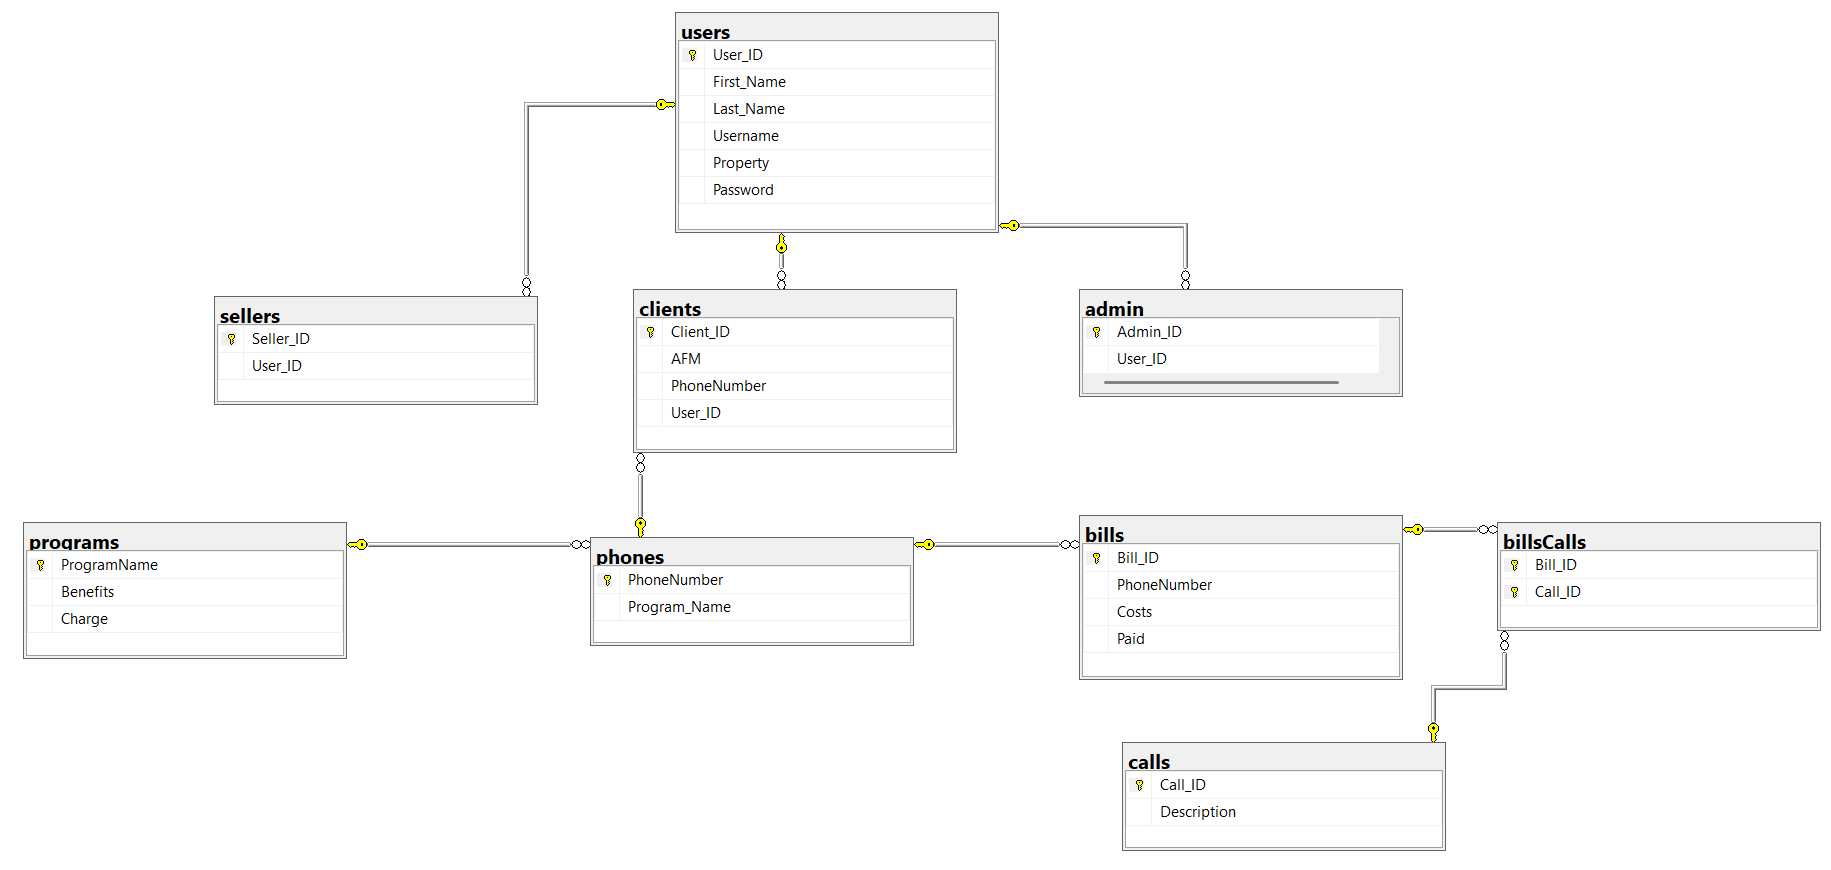 users
User_ID
First_Name
Last_Name
Username
Property
Password
sellers
Seller_ID
User_ID
clients
Client_ID
AFM
PhoneNumber
User_ID
admin
Admin_ID
User_ID
programs
ProgramName
Benefits
Charge
phones
PhoneNumber
Program_Name
bills
Bill_ID
PhoneNumber
Costs
Paid
billsCalls
Bill_ID
Call_ID
calls
Call_ID
Description